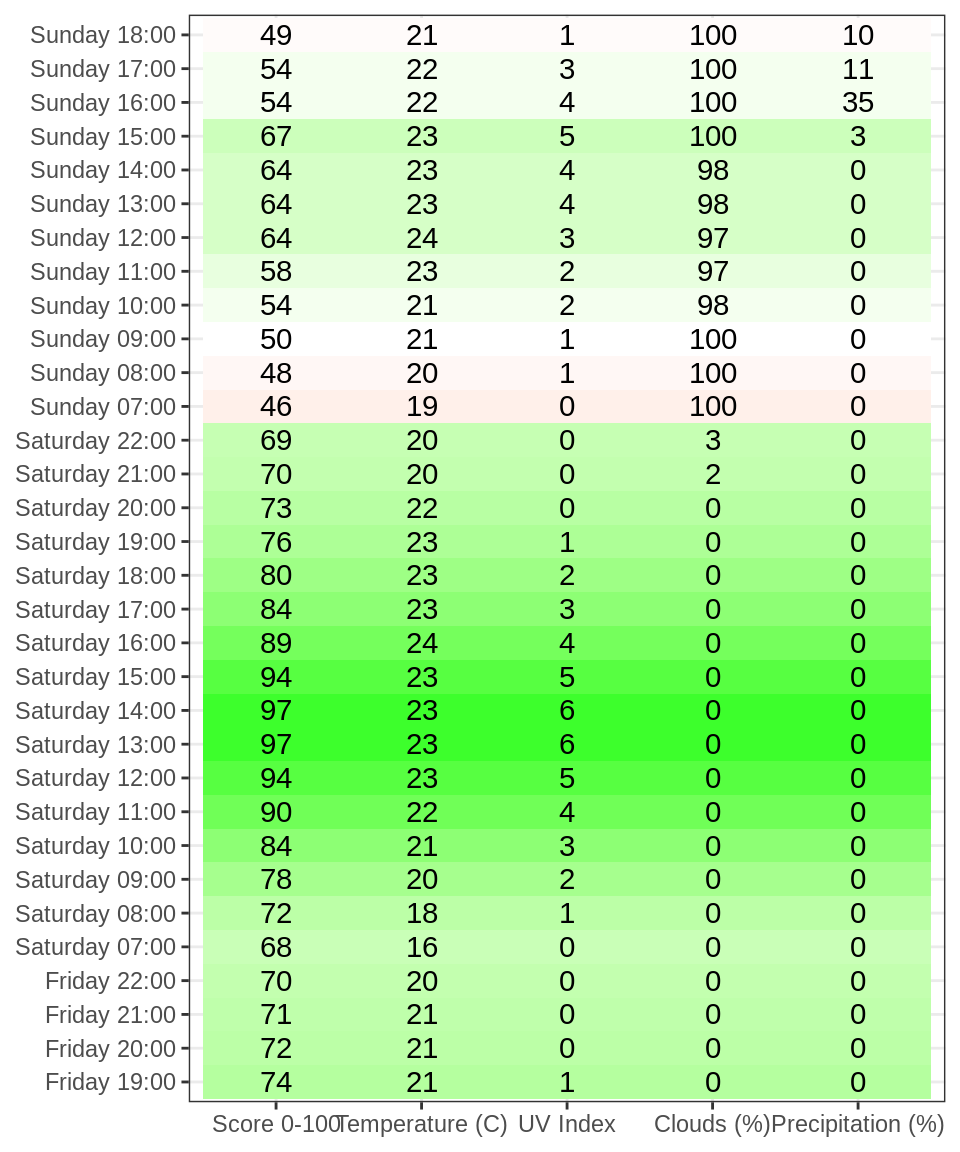 Sunday 18:00 49 21 1 100 10
Sunday 17:00 54 22 3 100 11
Sunday 16:00 54 22 4 100 35
Sunday 15:00 67 23 5 100 3
Sunday 14:00 64 23 4 98 0
Sunday 13:00 64 23 4 98 0
Sunday 12:00 64 24 3 97 0
Sunday 11:00 58 23 2 97 0
Sunday 10:00 54 21 2 98 0
Sunday 09:00 50 21 1 100 0
Sunday 08:00 48 20 1 100 0
Sunday 07:00 46 19 0 100 0
Saturday 22:00 69 20 0 3 0
Saturday 21:00 70 20 0 2 0
Saturday 20:00 73 22 0 0 0
Saturday 19:00 76 23 1 0 0
Saturday 18:00 80 23 2 0 0
Saturday 17:00 84 23 3 0 0
Saturday 16:00 89 24 4 0 0
Saturday 15:00 94 23 5 0 0
Saturday 14:00 97 23 6 0 0
Saturday 13:00 97 23 6 0 0
Saturday 12:00 94 23 5 0 0
Saturday 11:00 90 22 4 0 0
Saturday 10:00 84 21 3 0 0
Saturday 09:00 78 20 2 0 0
Saturday 08:00 72 18 1 0 0
Saturday 07:00 68 16 0 0 0
Friday 22:00 70 20 0 0 0
Friday 21:00 71 21 0 0 0
Friday 20:00 72 21 0 0 0
Friday 19:00 74 21 1 0 0
Score 0-100 Temperature (C) UV Index Clouds (%) Precipitation (%)